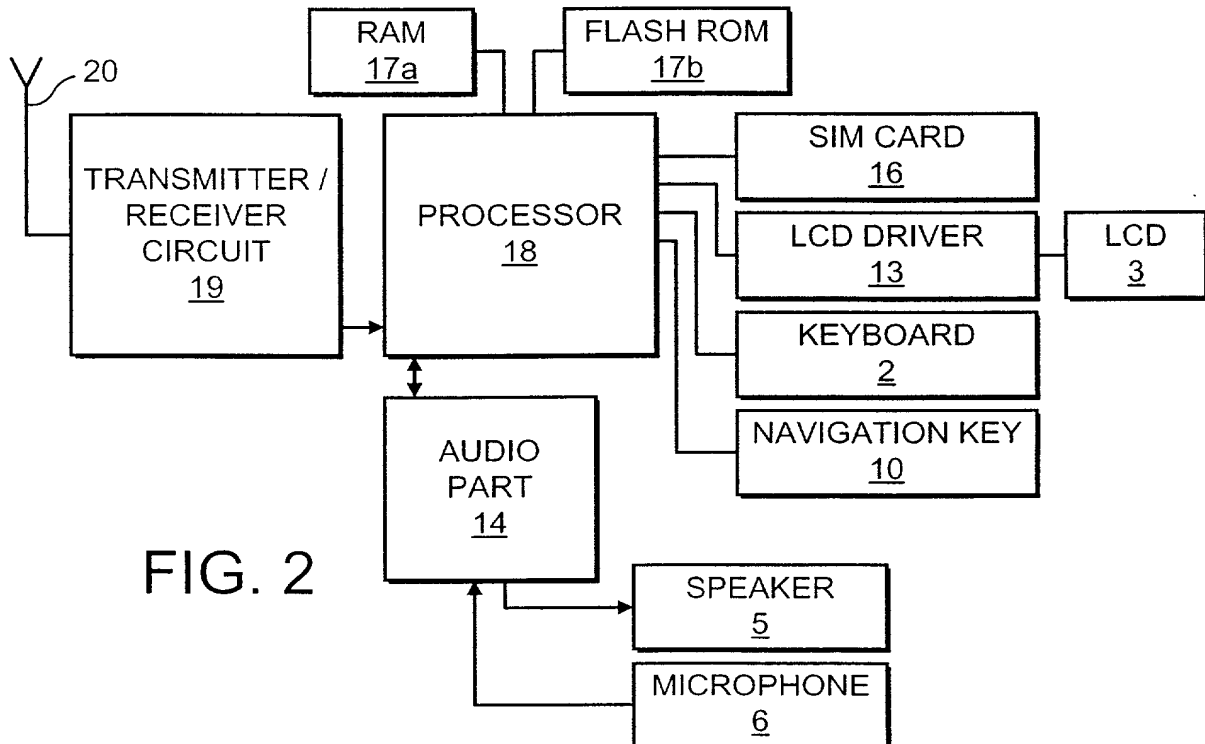 RAM
17a
FLASH ROM
17b
20
TRANSMITTER /
RECEIVER
CIRCUIT
19
PROCESSOR
18
SIM CARD
16
LCD DRIVER
13
LCD
3
KEYBOARD
2
NAVIGATION KEY
10
AUDIO
PART
14
FIG. 2
SPEAKER
5
MICROPHONE
6